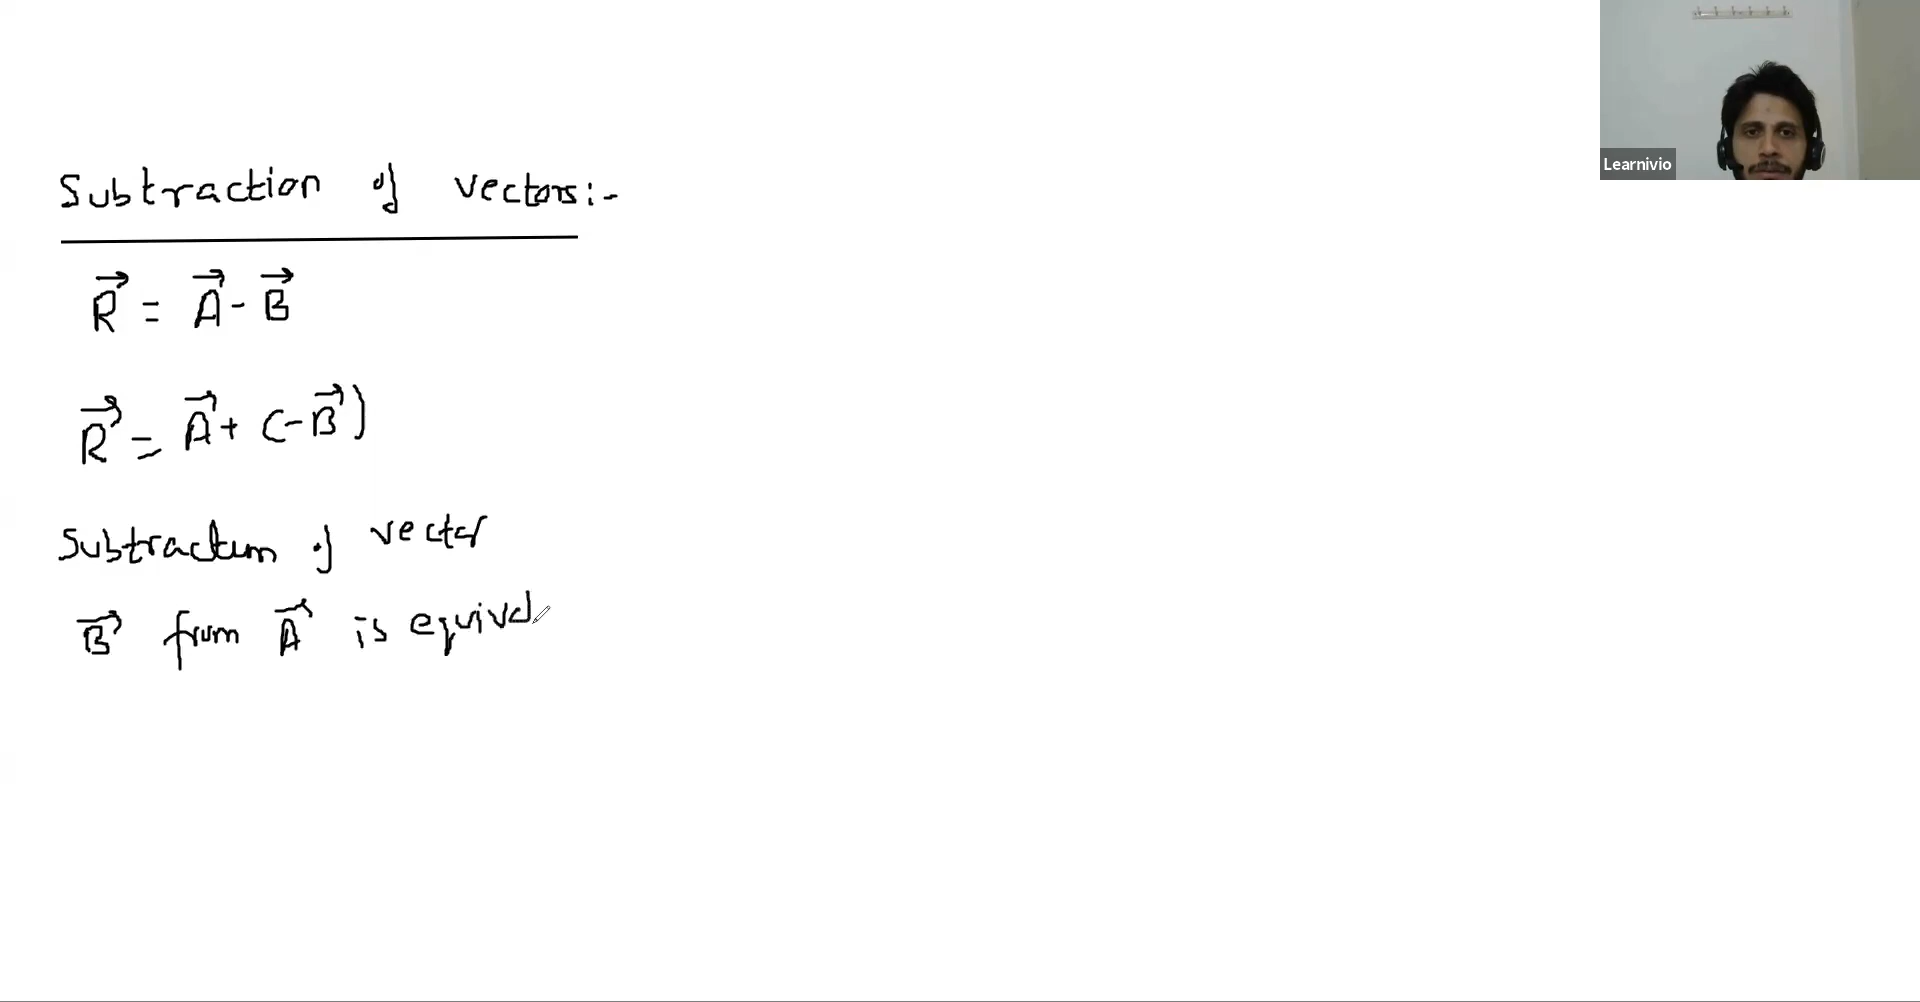 Subtraction of vectors:-
R⃗ = A⃗ - B⃗
R⃗ = A⃗ + (-B⃗)
Subtraction of vector
B⃗ from A⃗ is equival
Learnivio